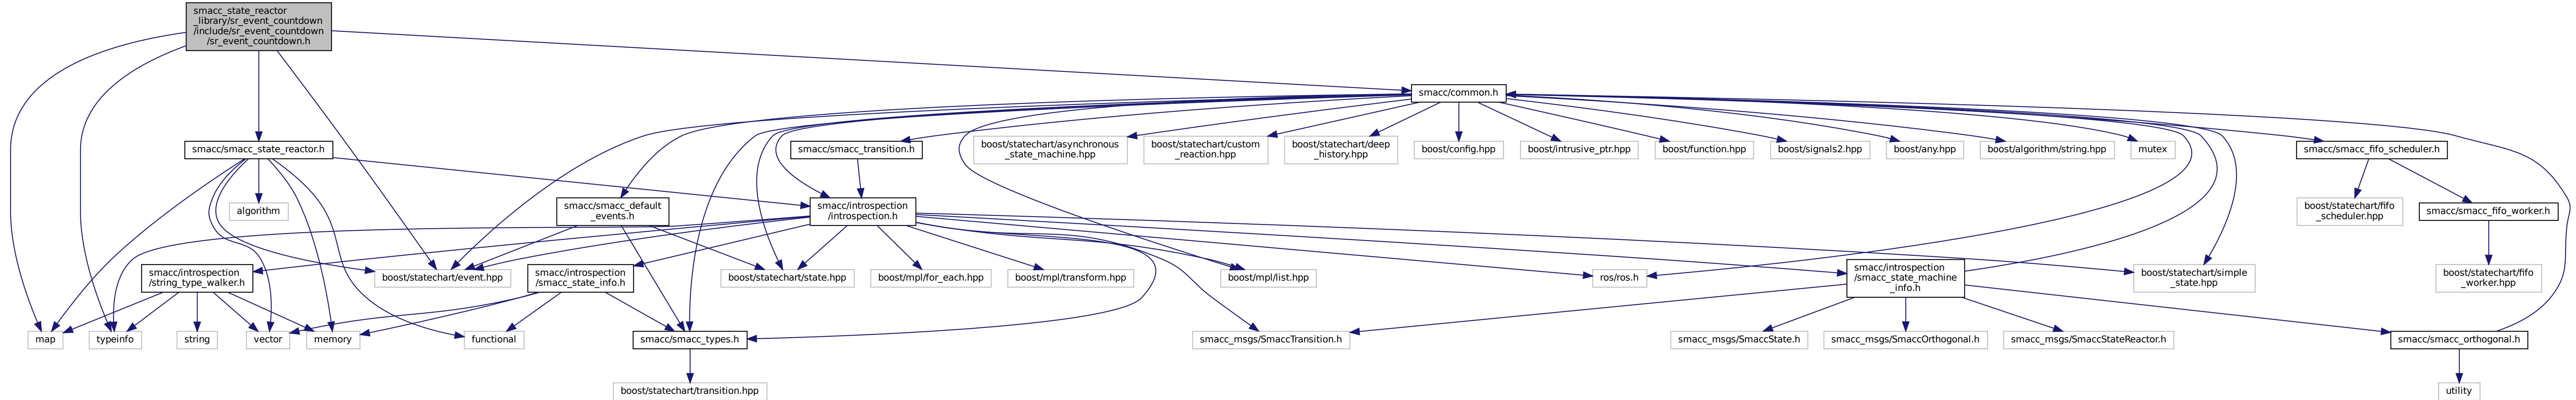 smacc_state_reactor
_library/sr_event_countdown
/include/sr_event_countdown
/sr_event_countdown.h
smacc/common.h
smacc/smacc_state_reactor.h
smacc/smacc_transition.h
boost/statechart/asynchronous
_state_machine.hpp
boost/statechart/custom
_reaction.hpp
boost/statechart/deep
_history.hpp
boost/config.hpp
boost/intrusive_ptr.hpp
boost/function.hpp
boost/signals2.hpp
boost/any.hpp
boost/algorithm/string.hpp
mutex
smacc/smacc_fifo_scheduler.h
algorithm
smacc/smacc_default
_events.h
smacc/introspection
/introspection.h
boost/statechart/fifo
_scheduler.hpp
smacc/smacc_fifo_worker.h
smacc/introspection
/string_type_walker.h
boost/statechart/event.hpp
smacc/introspection
/smacc_state_info.h
boost/statechart/state.hpp
boost/mpl/for_each.hpp
boost/mpl/transform.hpp
boost/mpl/list.hpp
ros/ros.h
smacc/introspection
/smacc_state_machine
_info.h
boost/statechart/simple
_state.hpp
boost/statechart/fifo
_worker.hpp
map
typeinfo
string
vector
memory
functional
smacc/smacc_types.h
smacc_msgs/SmaccTransition.h
smacc_msgs/SmaccState.h
smacc_msgs/SmaccOrthogonal.h
smacc_msgs/SmaccStateReactor.h
smacc/smacc_orthogonal.h
boost/statechart/transition.hpp
utility